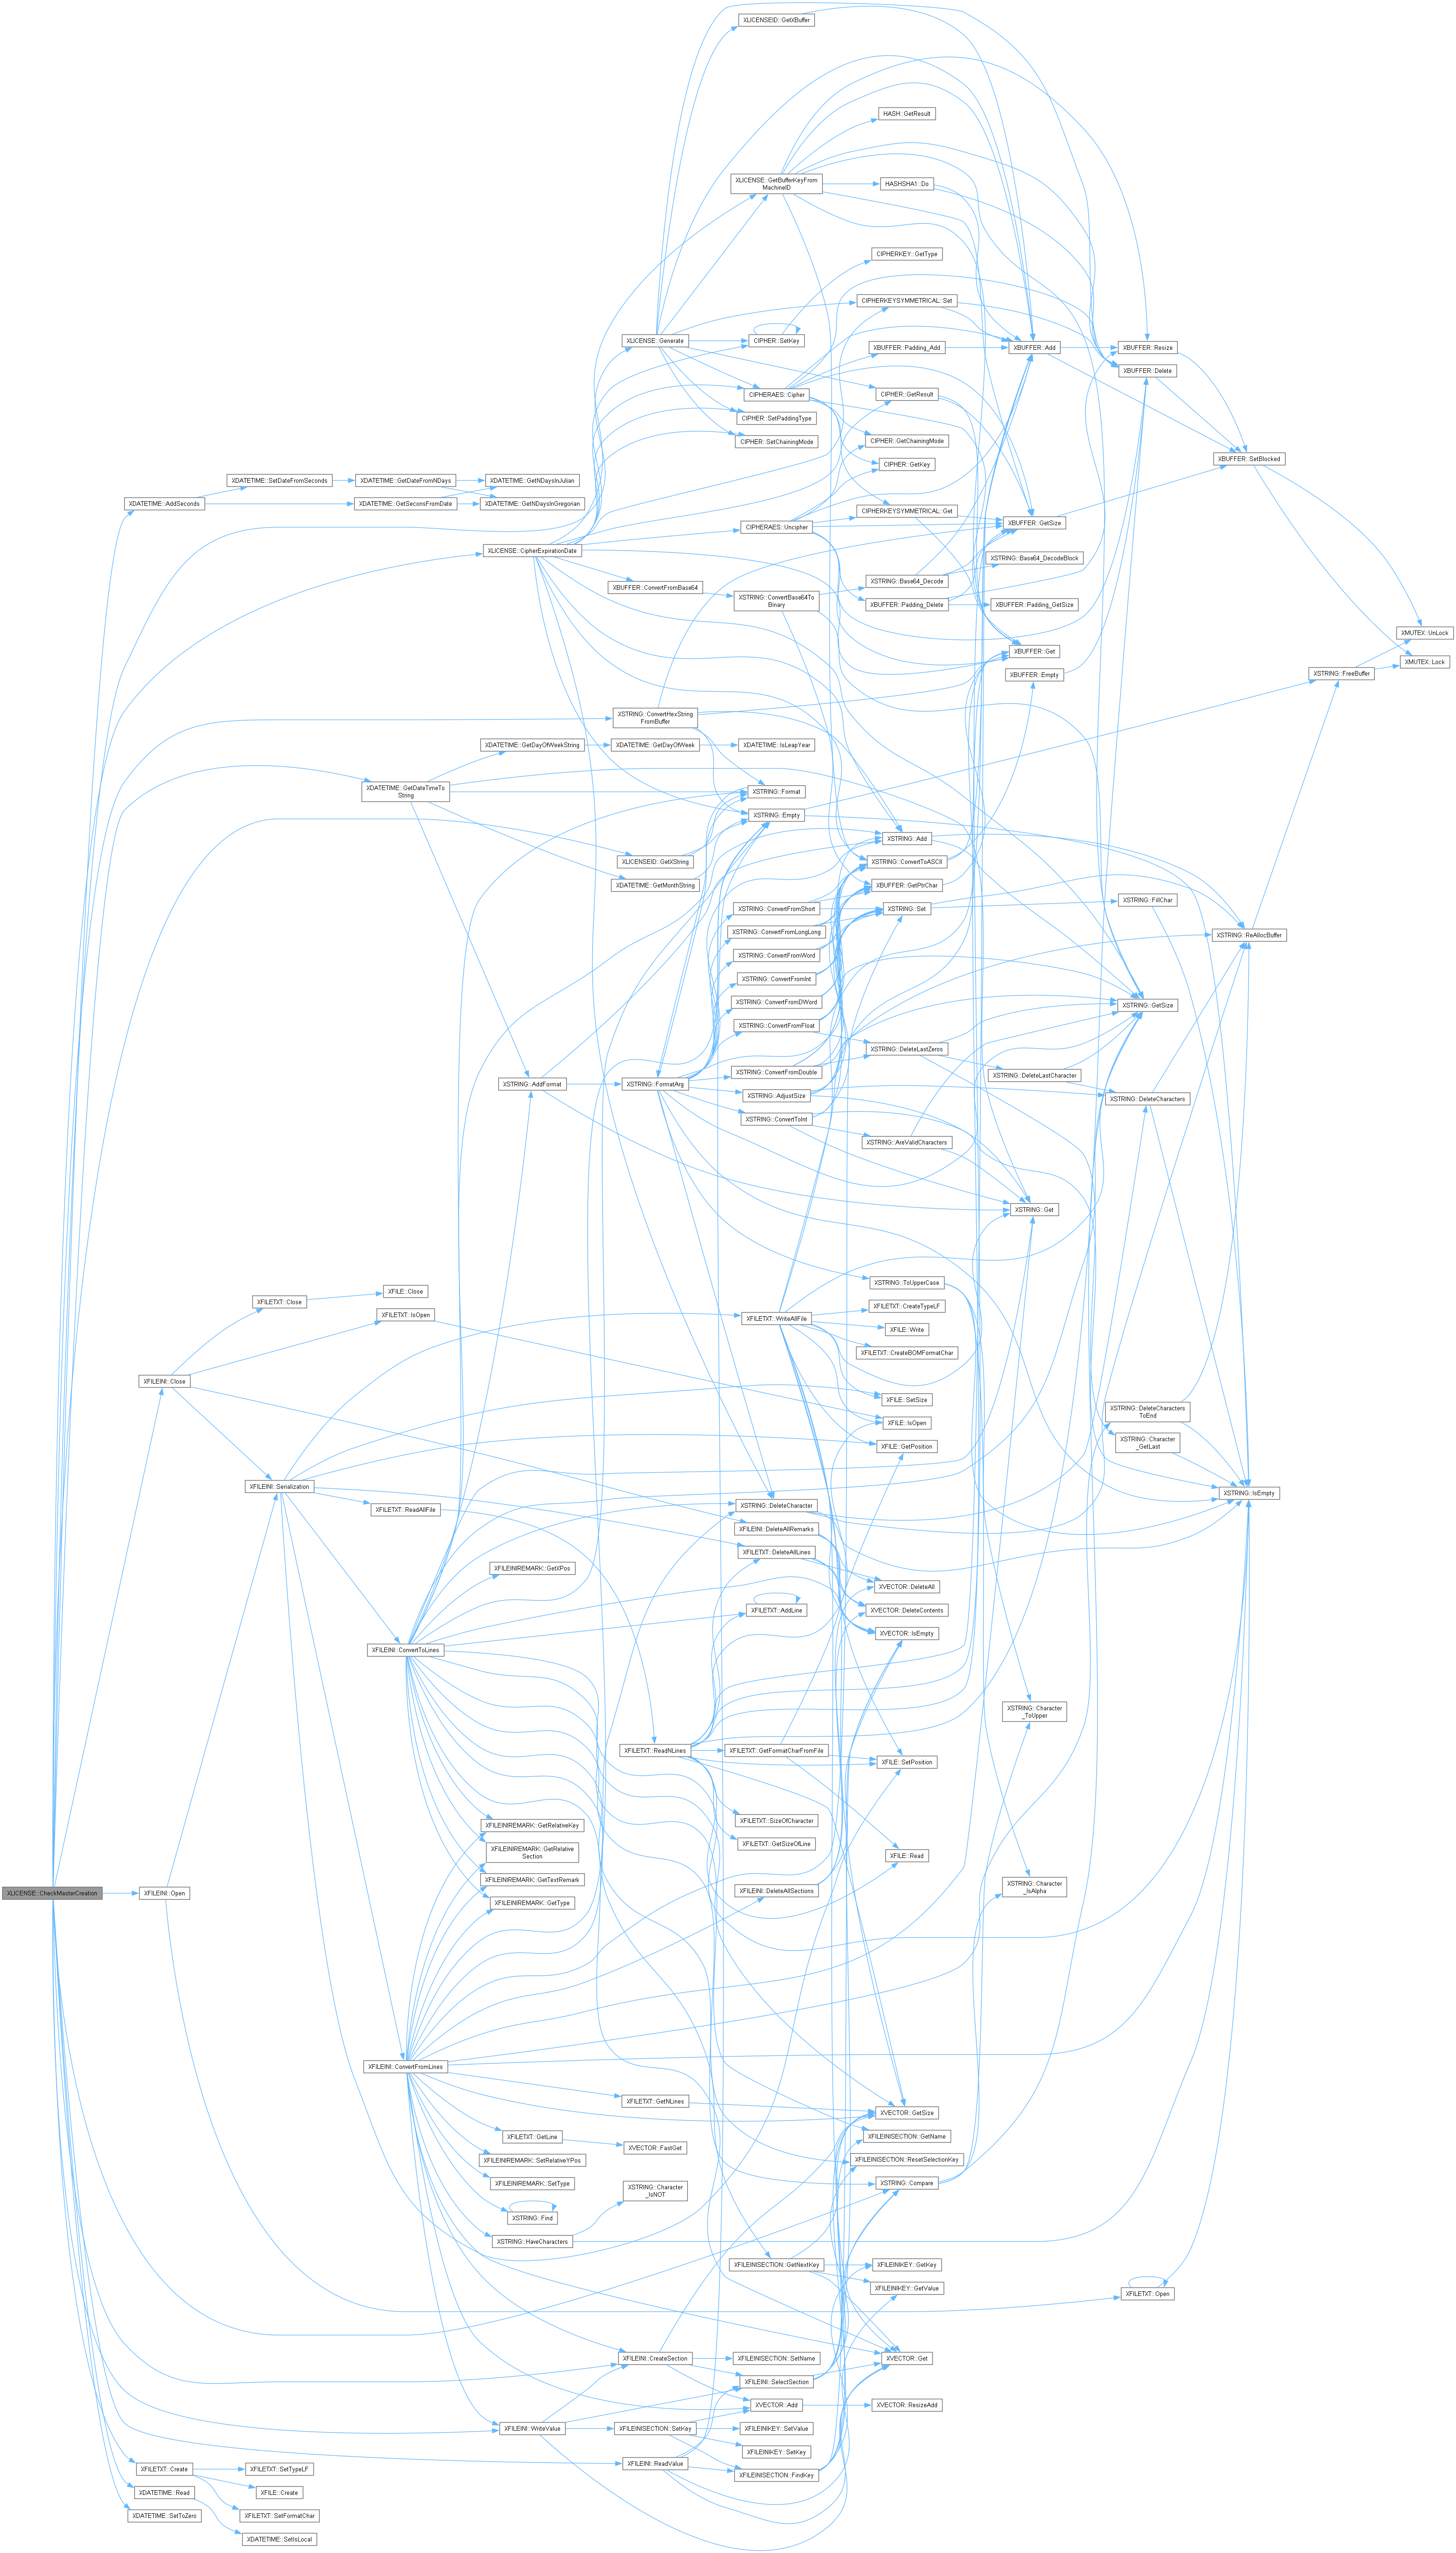 XLICENSEID::GetXBuffer
HASH::GetResult
XLICENSE::GetBufferKeyFrom
MachineID
HASHSHA1::Do
CIPHERKEY::GetType
CIPHERKEYSYMMETRICAL::Set
XLICENSE::Generate
CIPHER::SetKey
XBUFFER::Padding_Add
XBUFFER::Add
XBUFFER::Resize
XBUFFER::Delete
CIPHERAES::Cipher
CIPHER::GetResult
CIPHER::SetPaddingType
CIPHER::SetChainingMode
CIPHER::GetChainingMode
XBUFFER::SetBlocked
CIPHER::GetKey
XDATETIME::SetDateFromSeconds
XDATETIME::GetDateFromNDays
XDATETIME::GetNDaysInJulian
XDATETIME::AddSeconds
XDATETIME::GetSeconsFromDate
XDATETIME::GetNDaysInGregorian
CIPHERKEYSYMMETRICAL::Get
CIPHERAES::Uncipher
XBUFFER::GetSize
XLICENSE::CipherExpirationDate
XSTRING::Base64_DecodeBlock
XBUFFER::ConvertFromBase64
XSTRING::Base64_Decode
XSTRING::ConvertBase64To
Binary
XBUFFER::Padding_Delete
XBUFFER::Padding_GetSize
XMUTEX::UnLock
XBUFFER::Get
XMUTEX::Lock
XBUFFER::Empty
XSTRING::FreeBuffer
XSTRING::ConvertHexString
FromBuffer
XDATETIME::GetDayOfWeekString
XDATETIME::GetDayOfWeek
XDATETIME::IsLeapYear
XDATETIME::GetDateTimeTo
String
XSTRING::Format
XSTRING::Empty
XSTRING::Add
XLICENSEID::GetXString
XSTRING::ConvertToASCII
XDATETIME::GetMonthString
XBUFFER::GetPtrChar
XSTRING::ConvertFromShort
XSTRING::Set
XSTRING::FillChar
XSTRING::ConvertFromLongLong
XSTRING::ReAllocBuffer
XSTRING::ConvertFromWord
XSTRING::ConvertFromInt
XSTRING::ConvertFromDWord
XSTRING::GetSize
XSTRING::ConvertFromFloat
XSTRING::DeleteLastZeros
XSTRING::ConvertFromDouble
XSTRING::DeleteLastCharacter
XSTRING::AddFormat
XSTRING::FormatArg
XSTRING::AdjustSize
XSTRING::DeleteCharacters
XSTRING::ConvertToInt
XSTRING::AreValidCharacters
XSTRING::Get
XSTRING::ToUpperCase
XFILE::Close
XFILETXT::Close
XFILETXT::CreateTypeLF
XFILETXT::IsOpen
XFILETXT::WriteAllFile
XFILE::Write
XFILETXT::CreateBOMFormatChar
XFILEINI::Close
XFILE::SetSize
XSTRING::DeleteCharacters
ToEnd
XFILE::IsOpen
XSTRING::Character
_GetLast
XFILE::GetPosition
XFILEINI::Serialization
XSTRING::IsEmpty
XFILETXT::ReadAllFile
XSTRING::DeleteCharacter
XFILEINI::DeleteAllRemarks
XFILETXT::DeleteAllLines
XFILEINIREMARK::GetXPos
XVECTOR::DeleteAll
XFILETXT::AddLine
XVECTOR::DeleteContents
XVECTOR::IsEmpty
XFILEINI::ConvertToLines
XSTRING::Character
_ToUpper
XFILETXT::ReadNLines
XFILETXT::GetFormatCharFromFile
XFILE::SetPosition
XFILETXT::SizeOfCharacter
XFILEINIREMARK::GetRelativeKey
XFILETXT::GetSizeOfLine
XFILEINIREMARK::GetRelative
Section
XFILE::Read
XFILEINIREMARK::GetTextRemark
XSTRING::Character
_IsAlpha
XLICENSE::CheckMasterCreation
XFILEINI::Open
XFILEINI::DeleteAllSections
XFILEINIREMARK::GetType
XFILEINI::ConvertFromLines
XFILETXT::GetNLines
XVECTOR::GetSize
XFILETXT::GetLine
XVECTOR::FastGet
XFILEINISECTION::GetName
XFILEINIREMARK::SetRelativeYPos
XFILEINISECTION::ResetSelectionKey
XFILEINIREMARK::SetType
XSTRING::Character
_IsNOT
XSTRING::Compare
XSTRING::Find
XSTRING::HaveCharacters
XFILEINISECTION::GetNextKey
XFILEINIKEY::GetKey
XFILEINIKEY::GetValue
XFILETXT::Open
XFILEINI::CreateSection
XFILEINISECTION::SetName
XVECTOR::Get
XFILEINI::SelectSection
XVECTOR::Add
XVECTOR::ResizeAdd
XFILEINI::WriteValue
XFILEINISECTION::SetKey
XFILEINIKEY::SetValue
XFILEINIKEY::SetKey
XFILEINI::ReadValue
XFILEINISECTION::FindKey
XFILETXT::Create
XFILETXT::SetTypeLF
XDATETIME::Read
XFILE::Create
XDATETIME::SetToZero
XFILETXT::SetFormatChar
XDATETIME::SetIsLocal